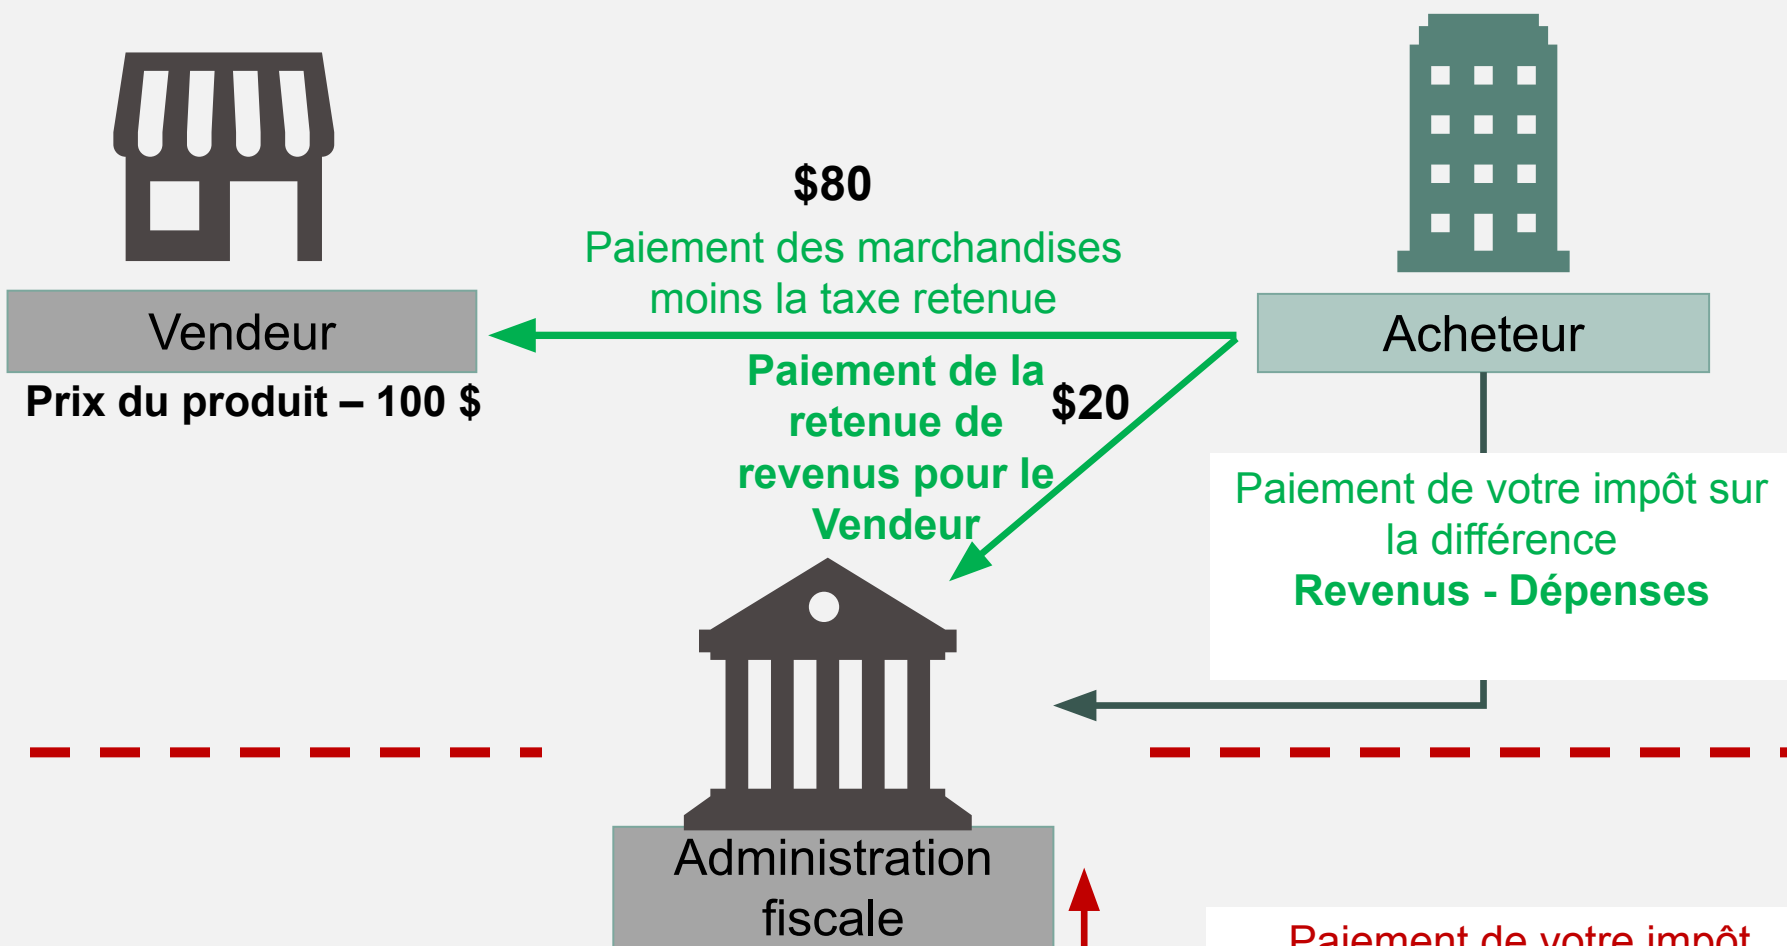 $80
Paiement des marchandises
moins la taxe retenue
Vendeur
Acheteur
Prix du produit – 100 $
Paiement de la
retenue de
revenus pour le
Vendeur
$20
Paiement de votre impôt sur
la différence
Revenus - Dépenses
Administration
fiscale
Paiement de votre impôt